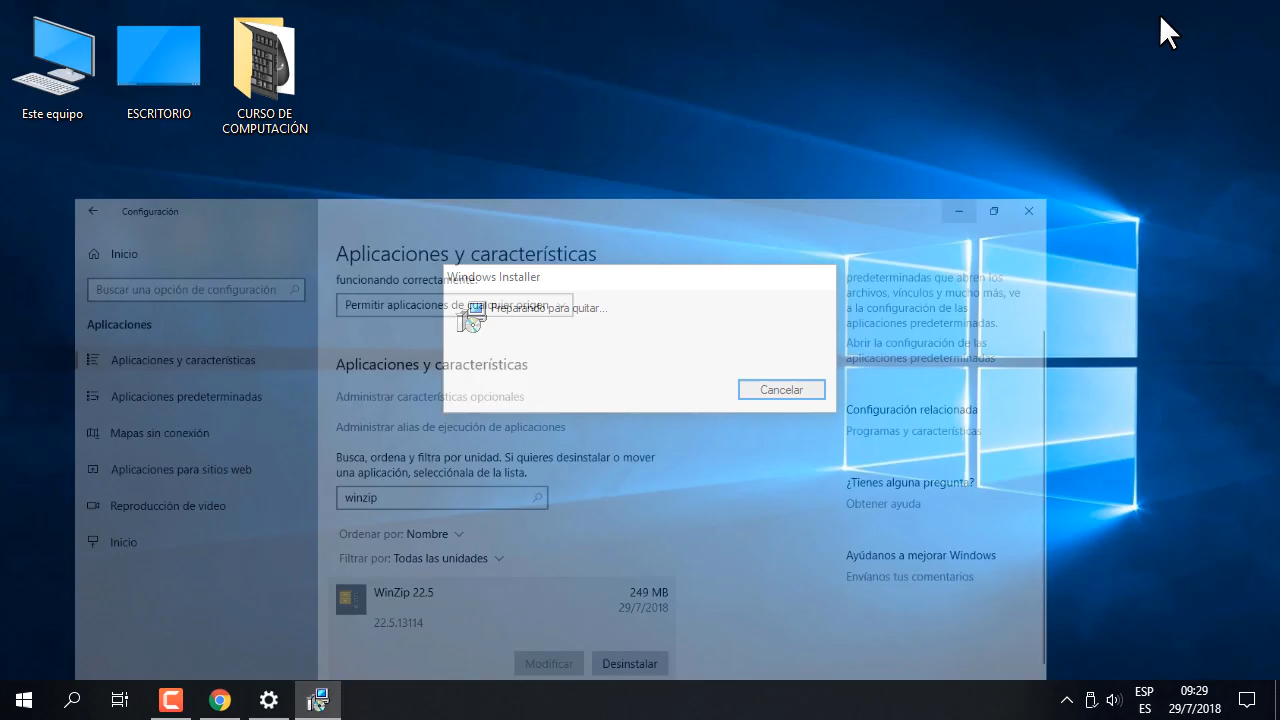 Este equipo
ESCRITORIO
CURSO DE
COMPUTACIÓN
Configuración
Inicio
Buscar una opción de configuración
Aplicaciones
Aplicaciones y características
Aplicaciones predeterminadas
Mapas sin conexión
Aplicaciones para sitios web
Reproducción de video
Inicio
Aplicaciones y características
funcionando correctamente.
Permitir aplicaciones de cualquier origen
Windows Installer
Preparando para quitar...
Cancelar
Aplicaciones y características
Administrar características opcionales
Administrar alias de ejecución de aplicaciones
Busca, ordena y filtra por unidad. Si quieres desinstalar o mover
una aplicación, selecciónala de la lista.
winzip
Ordenar por: Nombre
Filtrar por: Todas las unidades
WinZip 22.5
249 MB
29/7/2018
22.5.13114
Modificar
Desinstalar
predeterminadas que abren los
archivos, vínculos y mucho más, ve
a la configuración de las
aplicaciones predeterminadas.
Abrir la configuración de las
aplicaciones predeterminadas
Configuración relacionada
Programas y características
¿Tienes alguna pregunta?
Obtener ayuda
Ayúdanos a mejorar Windows
Envíanos tus comentarios
ESP
ES
09:29
29/7/2018